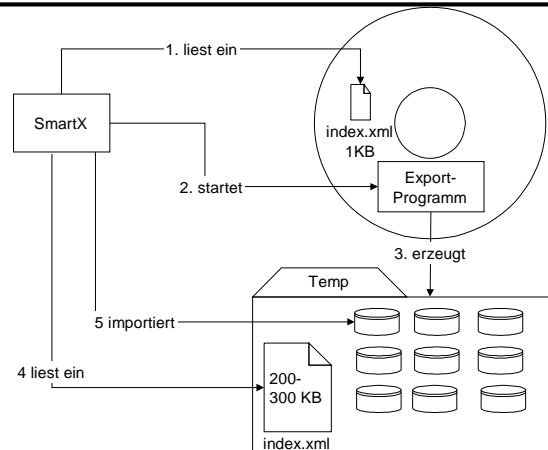 1. liest ein
SmartX
index.xml
1KB
2. startet
Export-
Programm
3. erzeugt
Temp
5 importiert
4 liest ein
200-
300 KB
index.xml